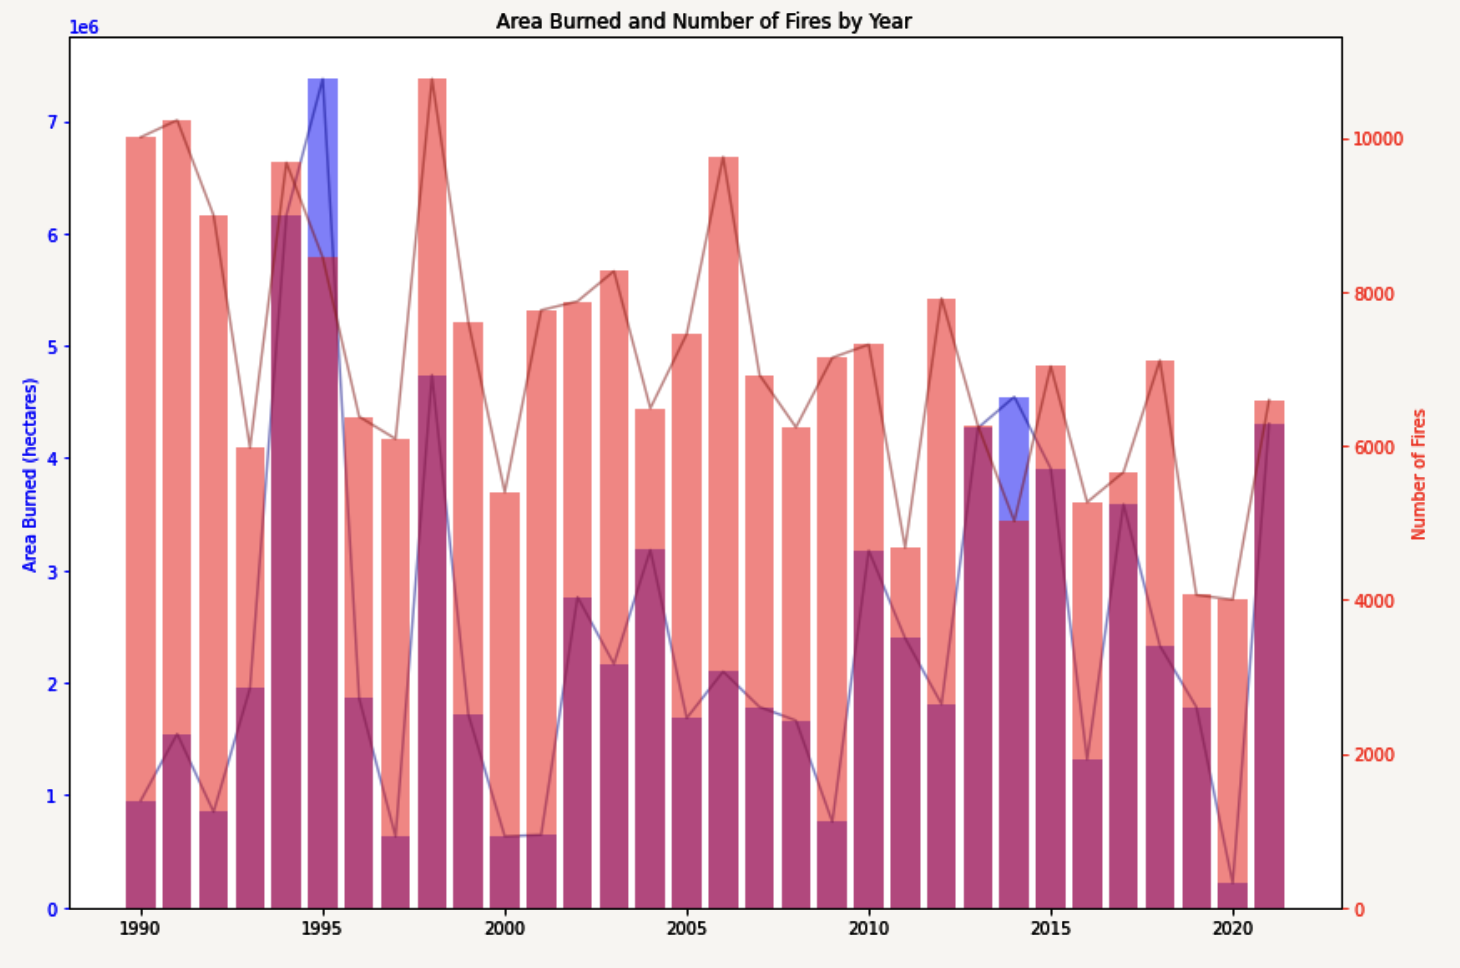 Area Burned and Number of Fires by Year
1e6
7
6
5
4
3
2
1
0
Area Burned (hectares)
10000
8000
6000
4000
2000
0
Number of Fires
1990 1995 2000 2005 2010 2015 2020